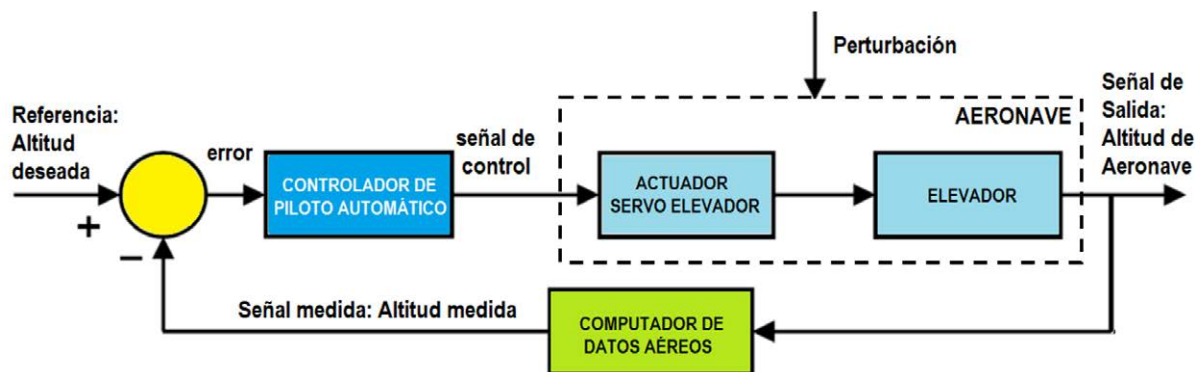 Perturbación
AERONAVE
Señal de
Salida:
Altitud de
Aeronave
Referencia:
Altitud
deseada
+
−
error
CONTROLADOR DE
PILOTO AUTOMÁTICO
señal de
control
ACTUADOR
SERVO ELEVADOR
ELEVADOR
Señal medida: Altitud medida
COMPUTADOR DE
DATOS AÉREOS